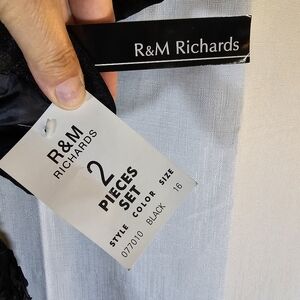 R&M Richards
R&M
RICHARDS
2
PIECES
SET
STYLE COLOR SIZE
077010 BLACK 16